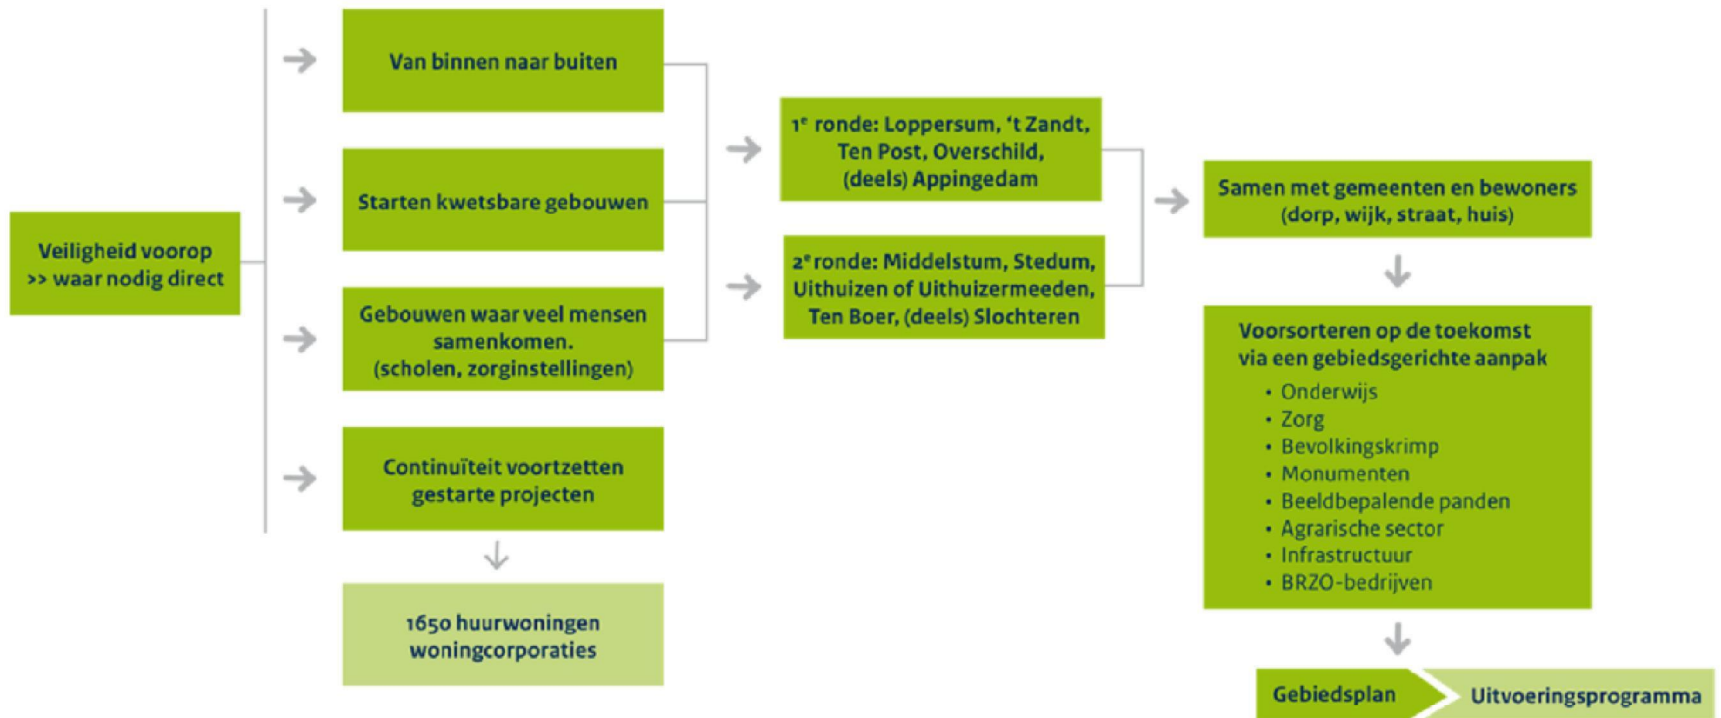 Veiligheid voorop
>> waar nodig direct
Van binnen naar buiten
Starten kwetsbare gebouwen
Gebouwen waar veel mensen
samenkomen.
(scholen, zorginstellingen)
Continuïteit voortzetten
gestarte projecten
1650 huurwoningen
woningcorporaties
1e ronde: Loppersum, ‘t Zandt,
Ten Post, Overschild,
(deels) Appingedam
2e ronde: Middelstum, Stedum,
Uithuizen of Uithuizermeeden,
Ten Boer, (deels) Slochteren
Samen met gemeenten en bewoners
(dorp, wijk, straat, huis)
Voorsorteren op de toekomst
via een gebiedsgerichte aanpak
• Onderwijs
• Zorg
• Bevolkingskrimp
• Monumenten
• Beeldbepalende panden
• Agrarische sector
• Infrastructuur
• BRZO-bedrijven
Gebiedsplan
Uitvoeringsprogramma